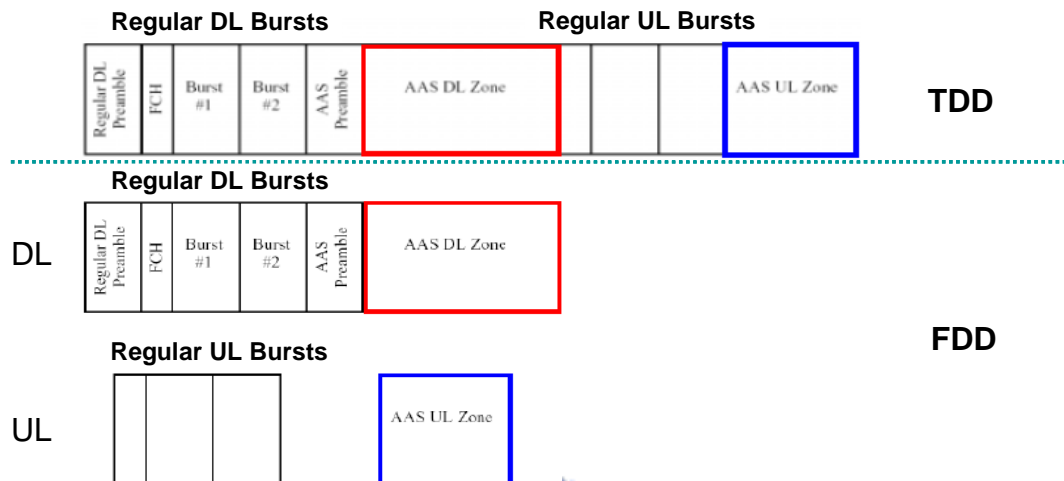 Regular DL Bursts
Regular UL Bursts
Regular DL
Preamble
FCH
Burst
#1
Burst
#2
AAS
Preamble
AAS DL Zone
AAS UL Zone
TDD
Regular DL Bursts
DL
Regular DL
Preamble
FCH
Burst
#1
Burst
#2
AAS
Preamble
AAS DL Zone
FDD
Regular UL Bursts
UL
AAS UL Zone